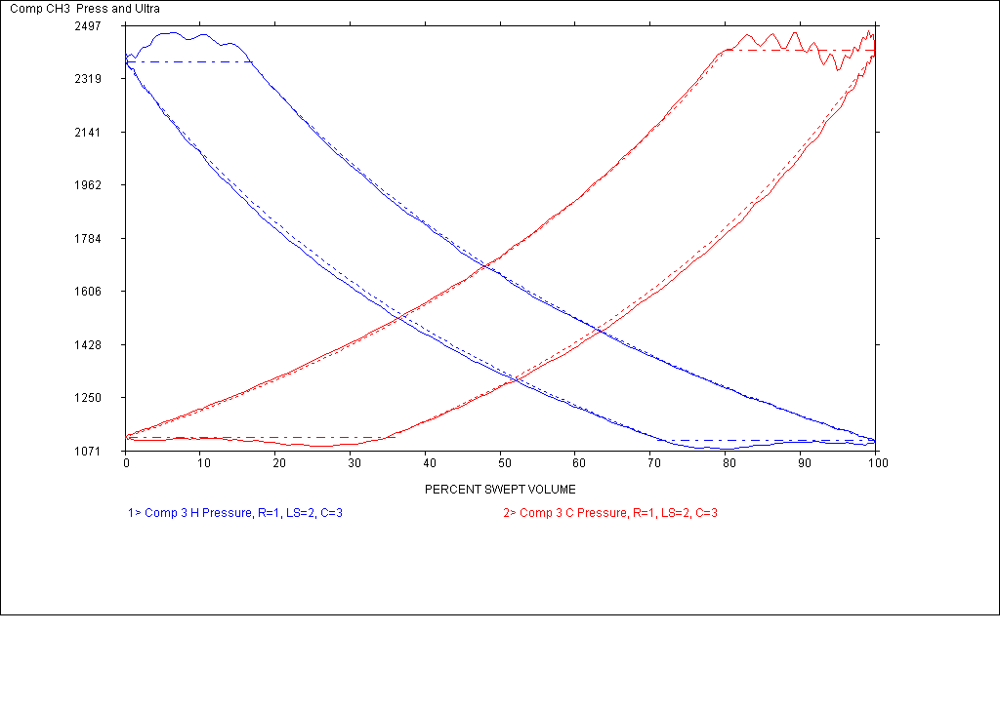 Comp CH3  Press and Ultra
2497
2319
2141
1962
1784
1606
1428
1250
1071
0 10 20 30 40 50 60 70 80 90 100
PERCENT SWEPT VOLUME
1> Comp 3 H Pressure, R=1, LS=2, C=3 2> Comp 3 C Pressure, R=1, LS=2, C=3